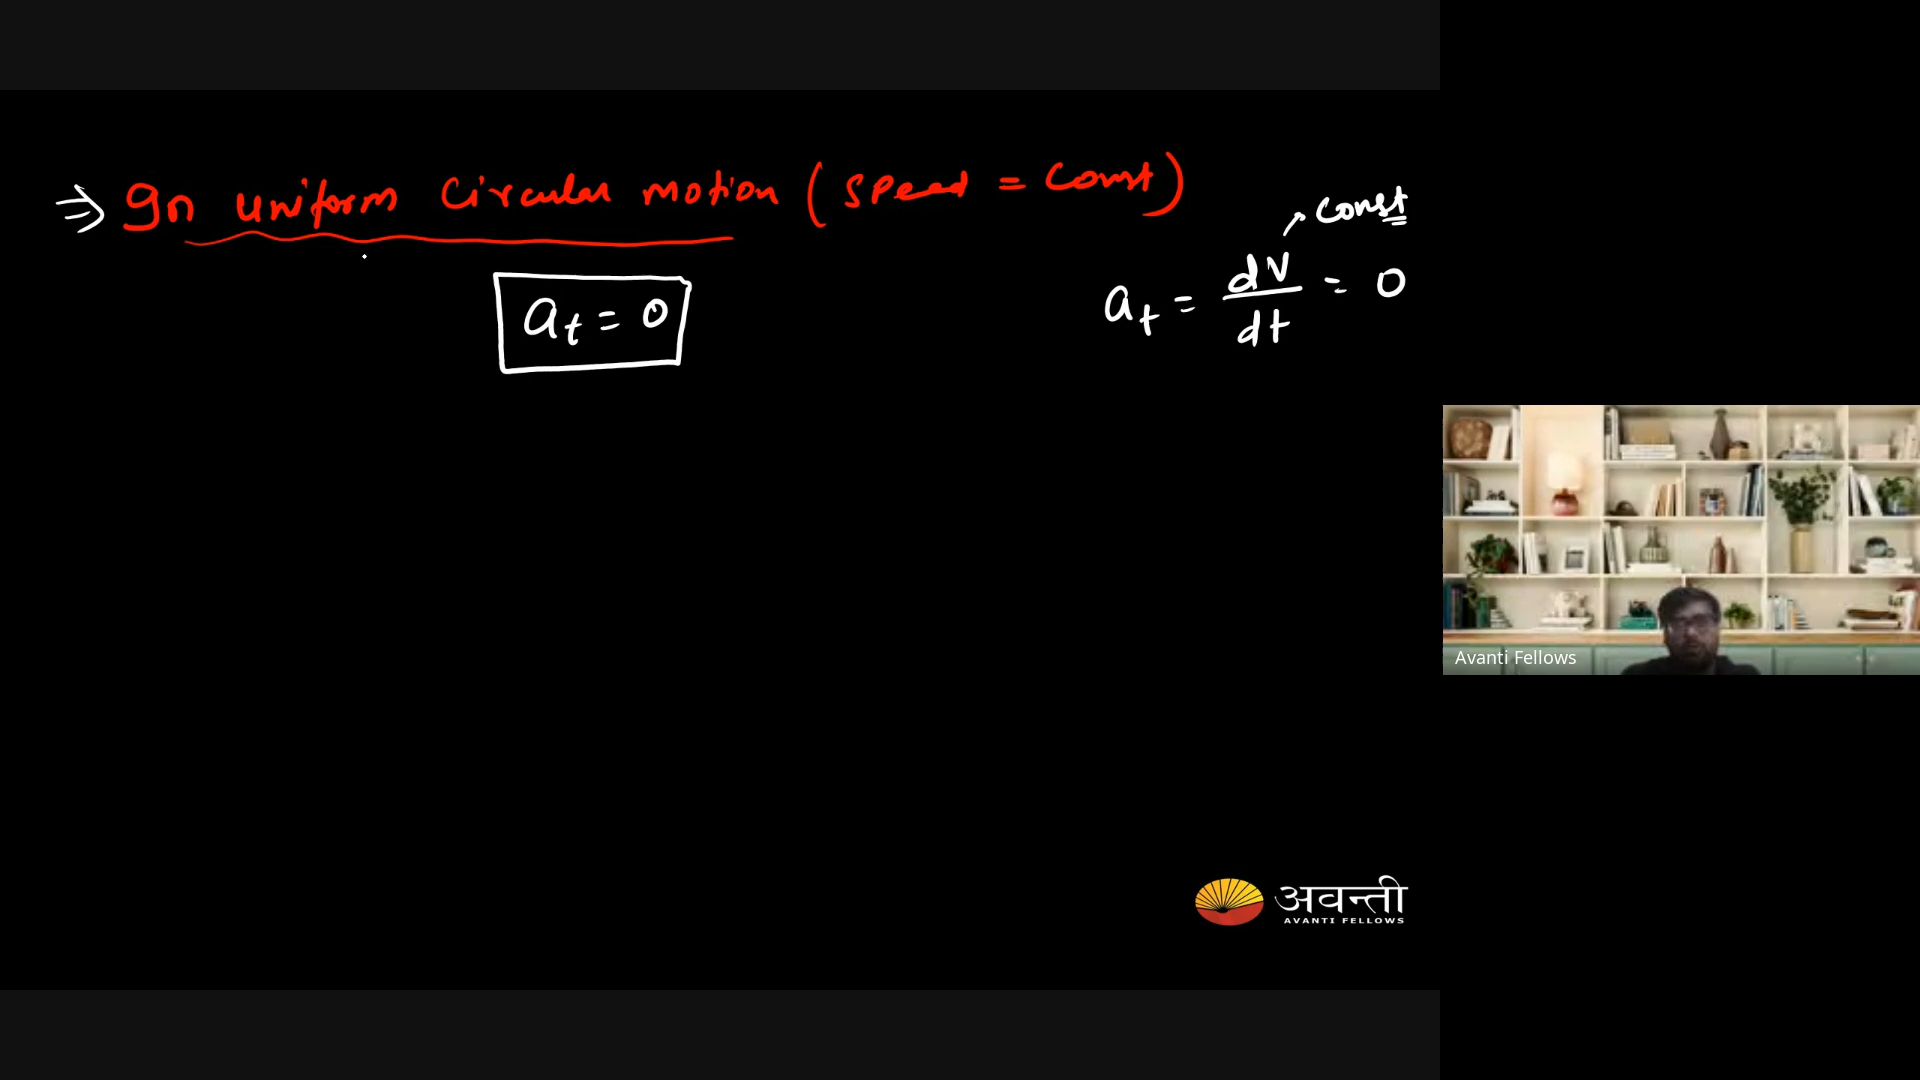 ⇒ In uniform Circular motion (Speed = Const)
const
at = 0
at = dV/dt = 0
Avanti Fellows
अवन्ती
AVANTI FELLOWS